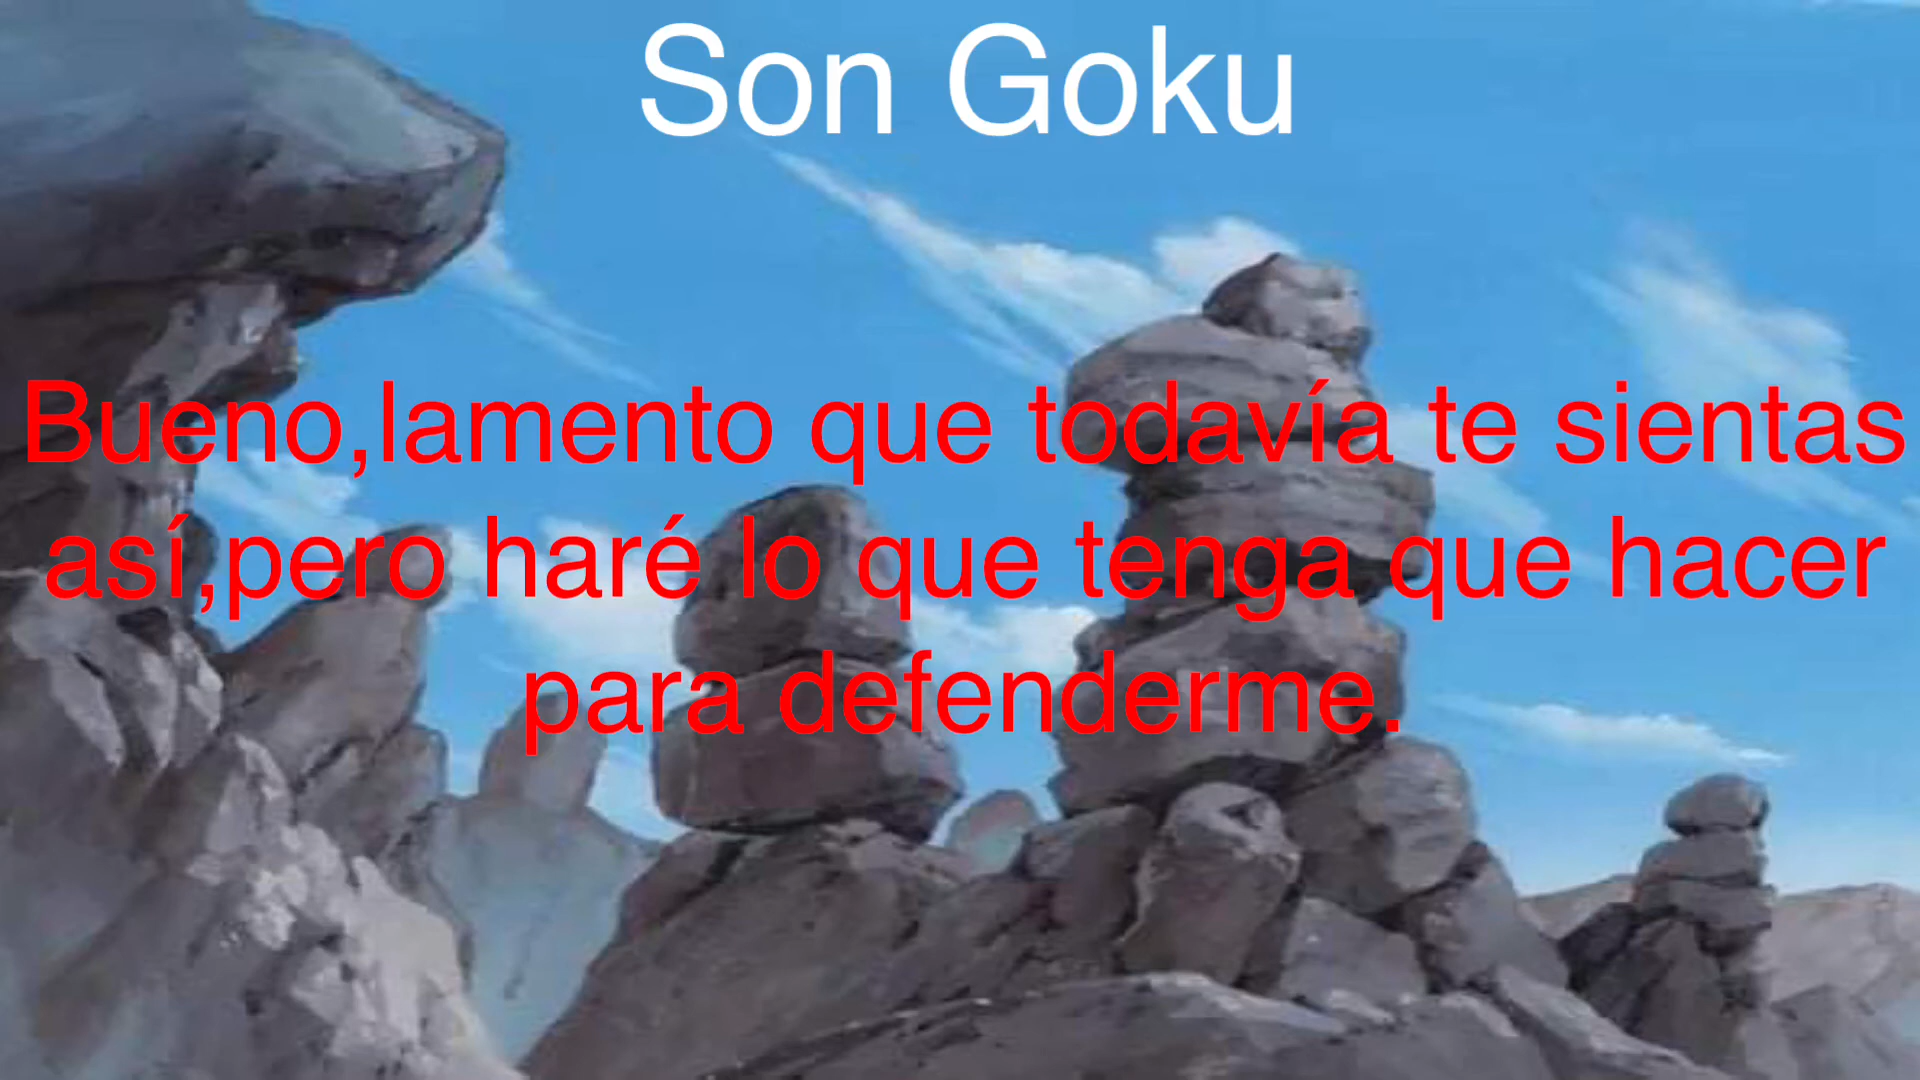 Son Goku
Bueno,lamento que todavía te sientas
así,pero haré lo que tenga que hacer
para defenderme.